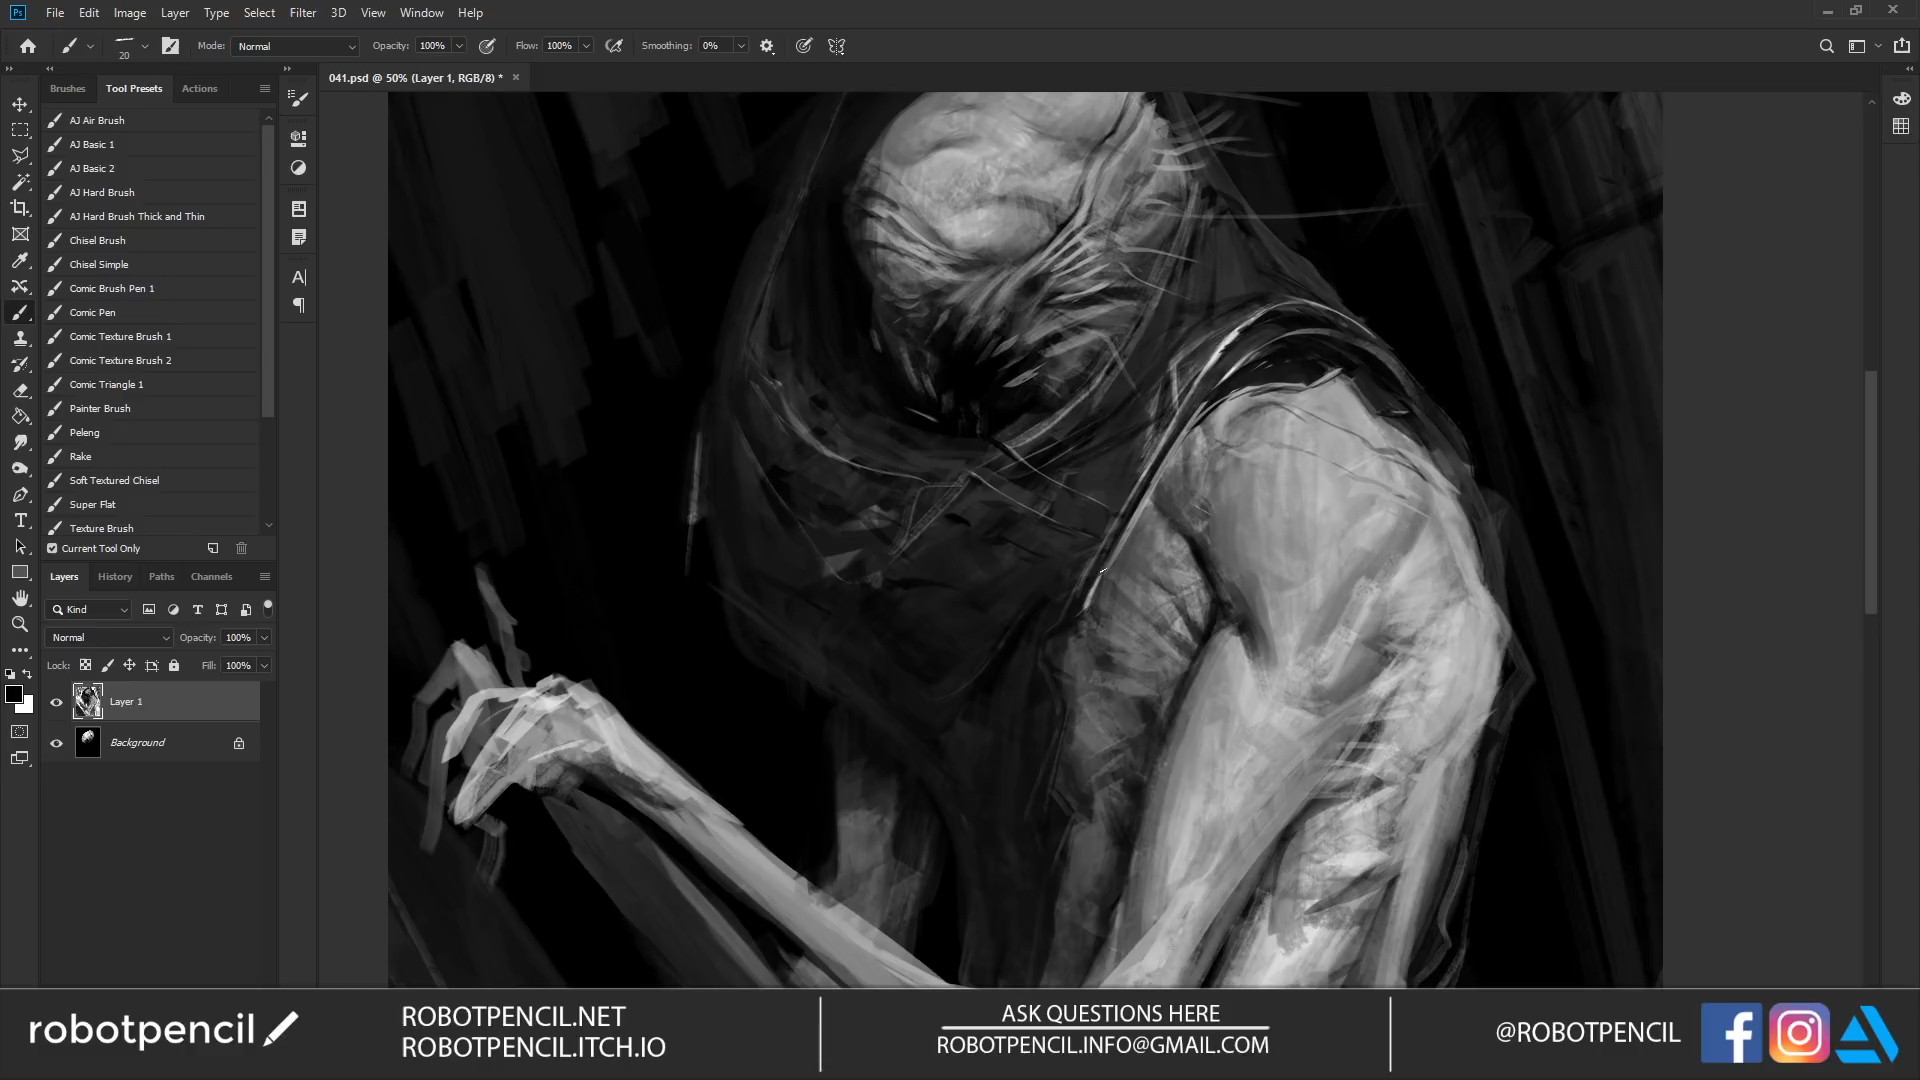 Ps File Edit Image Layer Type Select Filter 3D View Window Help
20 Mode: Normal Opacity: 100% Flow: 100% Smoothing: 0%
041.psd @ 50% (Layer 1, RGB/8) *
Brushes Tool Presets Actions
AJ Air Brush
AJ Basic 1
AJ Basic 2
AJ Hard Brush
AJ Hard Brush Thick and Thin
Chisel Brush
Chisel Simple
Comic Brush Pen 1
Comic Pen
Comic Texture Brush 1
Comic Texture Brush 2
Comic Triangle 1
Painter Brush
Peleng
Rake
Soft Textured Chisel
Super Flat
Texture Brush
Current Tool Only
Layers History Paths Channels
Kind
Normal Opacity: 100%
Lock: Fill: 100%
Layer 1
Background
robotpencil
ROBOTPENCIL.NET
ROBOTPENCIL.ITCH.IO
ASK QUESTIONS HERE
ROBOTPENCIL.INFO@GMAIL.COM
@ROBOTPENCIL